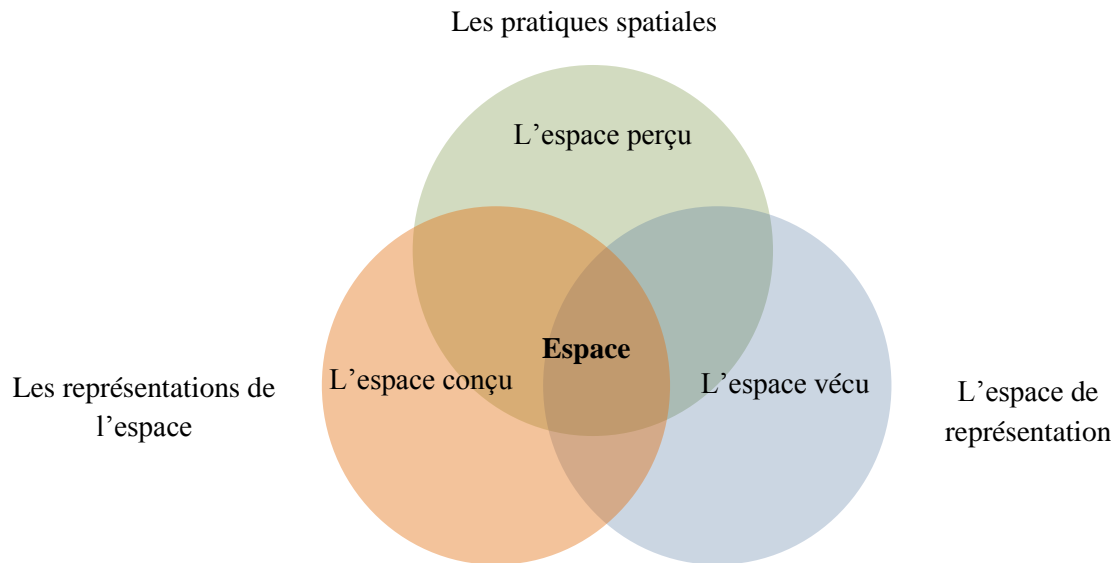 Les pratiques spatiales
L’espace perçu
Espace
L’espace conçu
L’espace vécu
Les représentations de
l’espace
L’espace de
représentation